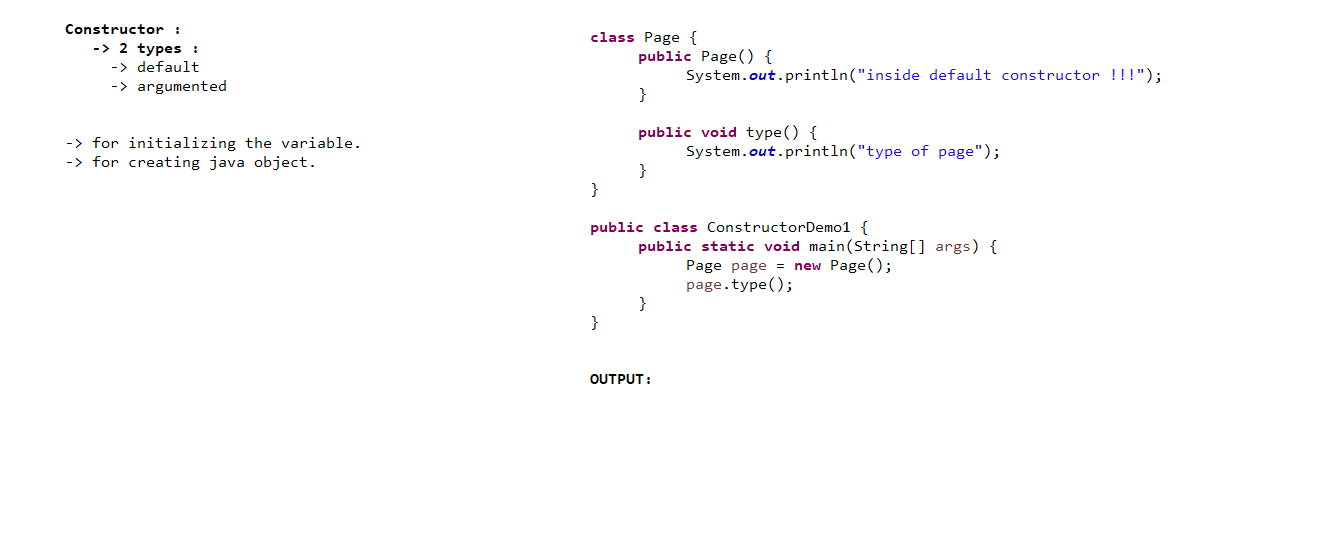 Constructor :
-> 2 types :
-> default
-> argumented
-> for initializing the variable.
-> for creating java object.
class Page {
public Page() {
System.out.println("inside default constructor !!!");
}
public void type() {
System.out.println("type of page");
}
}
public class ConstructorDemo1 {
public static void main(String[] args) {
Page page = new Page();
page.type();
}
}
OUTPUT: